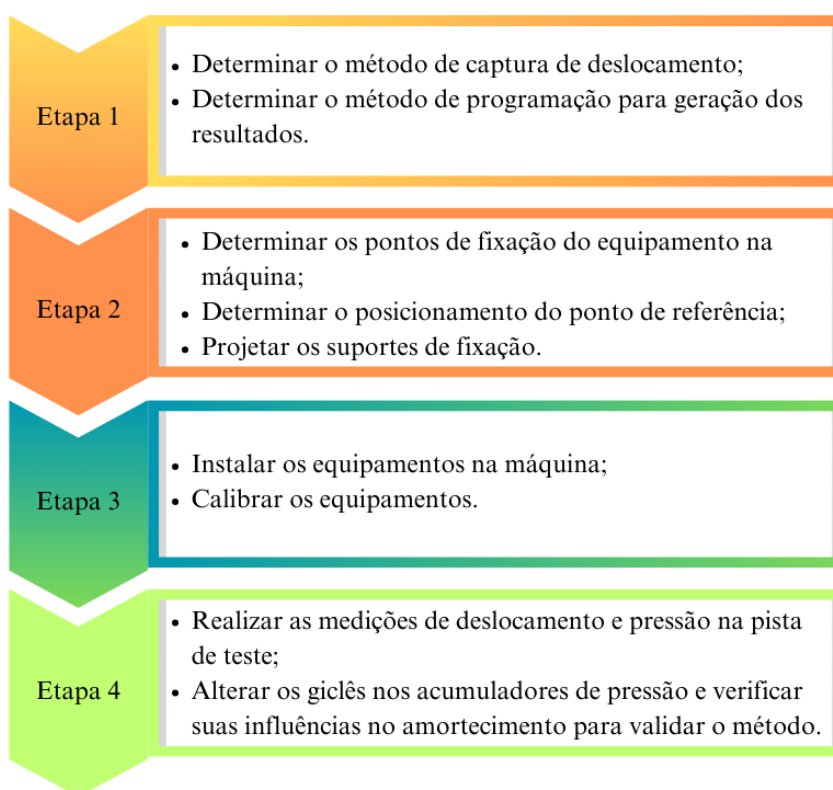 Etapa 1
• Determinar o método de captura de deslocamento;
• Determinar o método de programação para geração dos
resultados.
Etapa 2
• Determinar os pontos de fixação do equipamento na
máquina;
• Determinar o posicionamento do ponto de referência;
• Projetar os suportes de fixação.
Etapa 3
• Instalar os equipamentos na máquina;
• Calibrar os equipamentos.
Etapa 4
• Realizar as medições de deslocamento e pressão na pista
de teste;
• Alterar os giclês nos acumuladores de pressão e verificar
suas influências no amortecimento para validar o método.